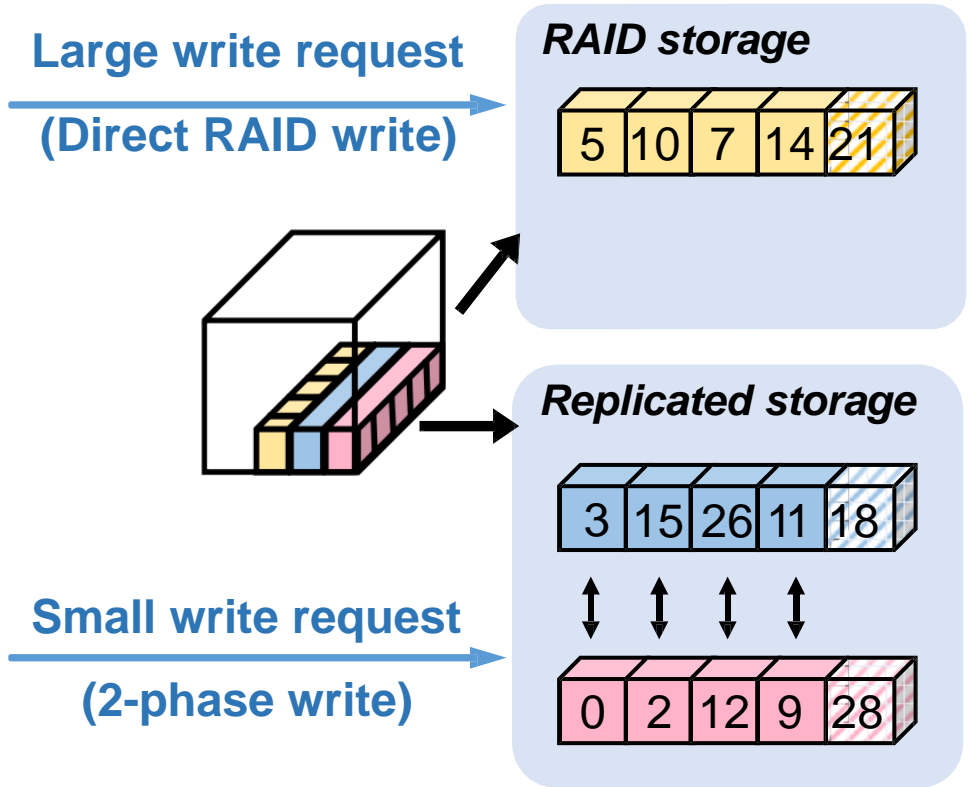 Large write request
(Direct RAID write)
RAID storage
5 10 7 14 21
Replicated storage
3 15 26 11 18
Small write request
(2-phase write)
0 2 12 9 28